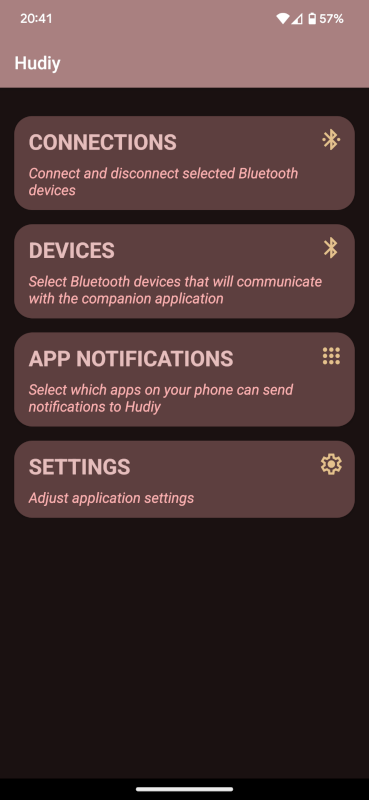 20:41
57%
Hudiy
CONNECTIONS
Connect and disconnect selected Bluetooth
devices
DEVICES
Select Bluetooth devices that will communicate
with the companion application
APP NOTIFICATIONS
Select which apps on your phone can send
notifications to Hudiy
SETTINGS
Adjust application settings